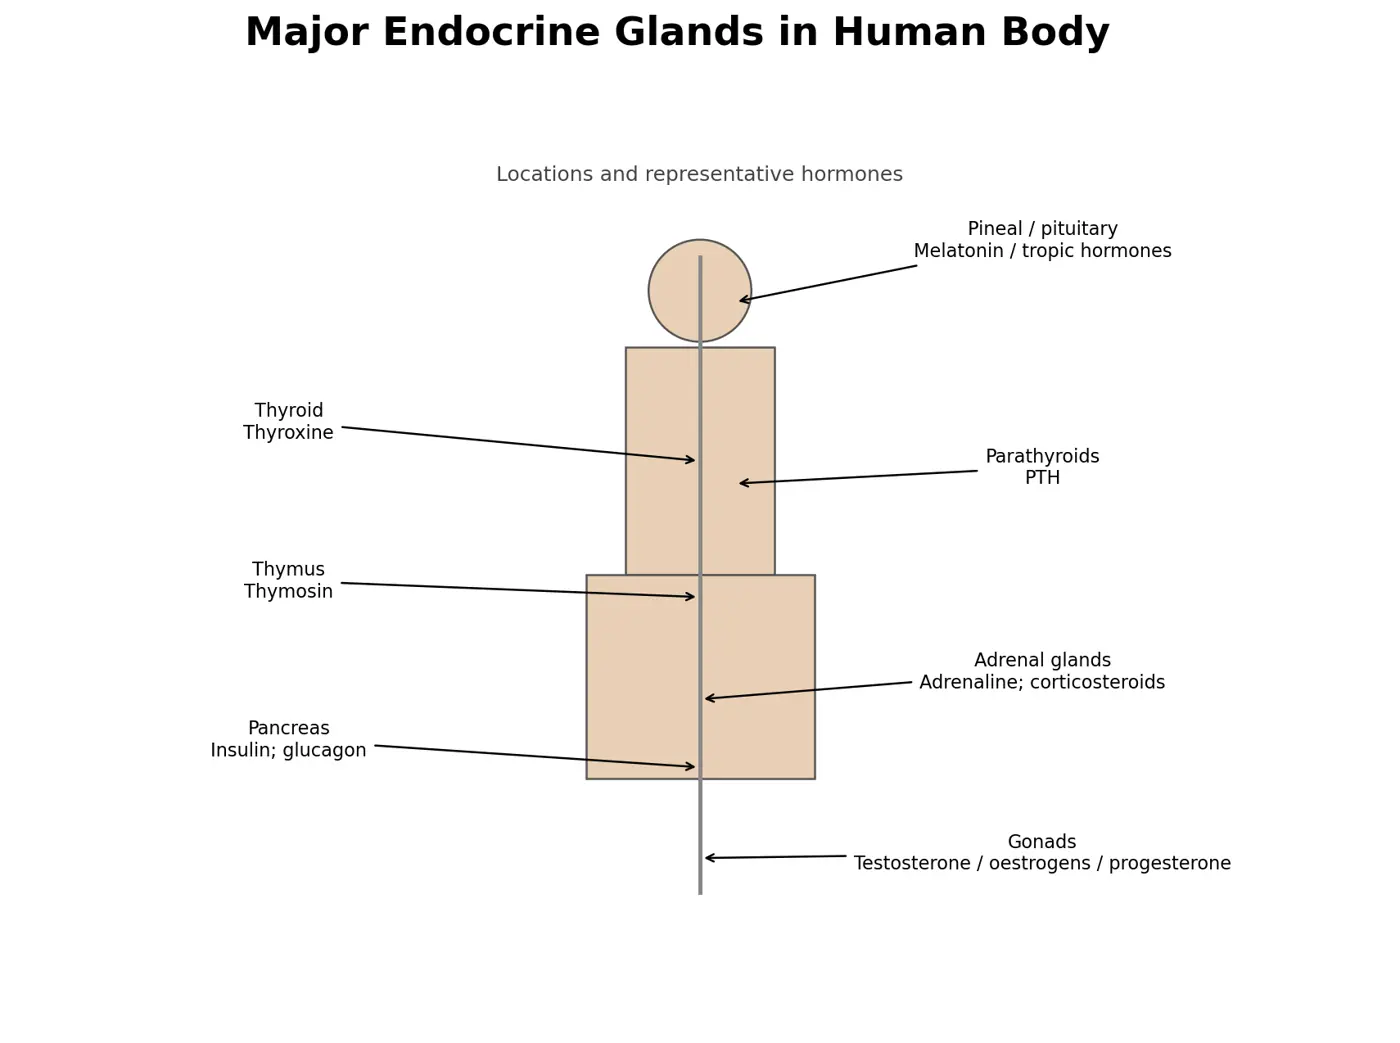 Major Endocrine Glands in Human Body
Locations and representative hormones
Pineal / pituitary
Melatonin / tropic hormones
Thyroid
Thyroxine
Parathyroids
PTH
Thymus
Thymosin
Adrenal glands
Adrenaline; corticosteroids
Pancreas
Insulin; glucagon
Gonads
Testosterone / oestrogens / progesterone